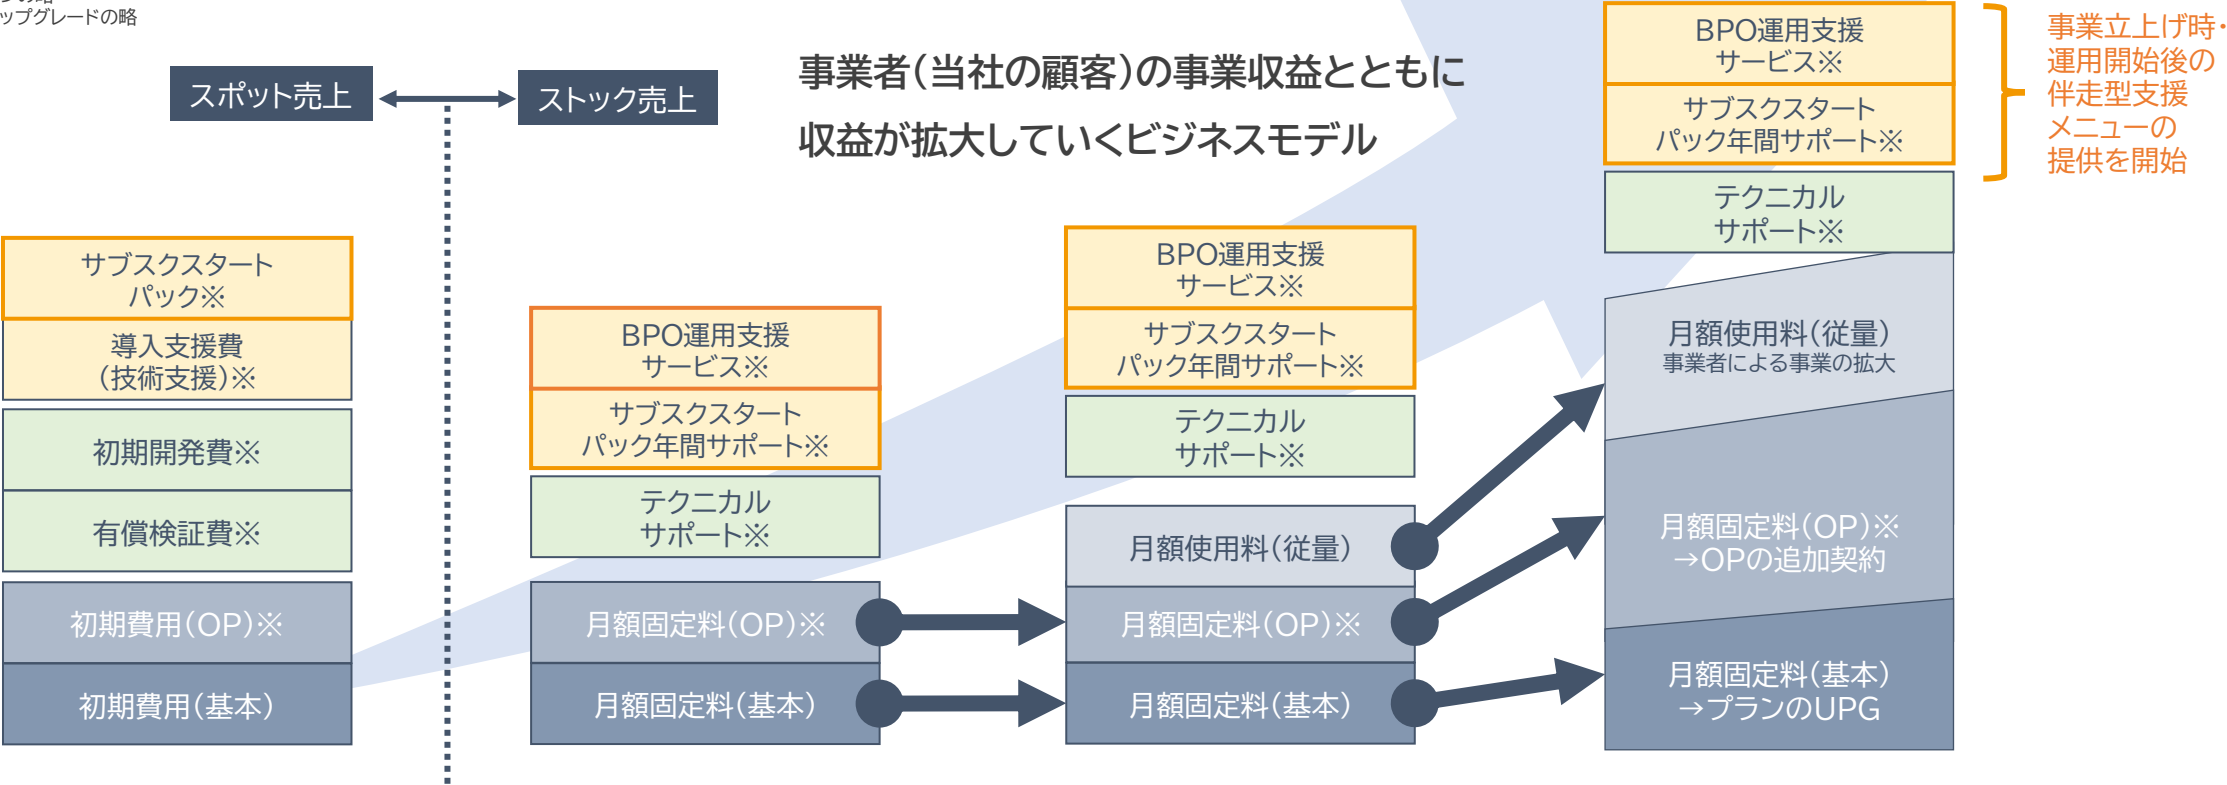 ップグレードの略
スポット売上
ストック売上
事業者(当社の顧客)の事業収益とともに
収益が拡大していくビジネスモデル
サブスクスタート
パック※
導入支援費
(技術支援)※
初期開発費※
有償検証費※
初期費用(OP)※
初期費用(基本)
BPO運用支援
サービス※
サブスクスタート
パック年間サポート※
テクニカル
サポート※
月額固定料(OP)※
月額固定料(基本)
BPO運用支援
サービス※
サブスクスタート
パック年間サポート※
テクニカル
サポート※
月額使用料(従量)
月額固定料(OP)※
月額固定料(基本)
BPO運用支援
サービス※
サブスクスタート
パック年間サポート※
テクニカル
サポート※
月額使用料(従量)
事業者による事業の拡大
月額固定料(OP)※
→OPの追加契約
月額固定料(基本)
→プランのUPG
事業立上げ時・
運用開始後の
伴走型支援
メニューの
提供を開始